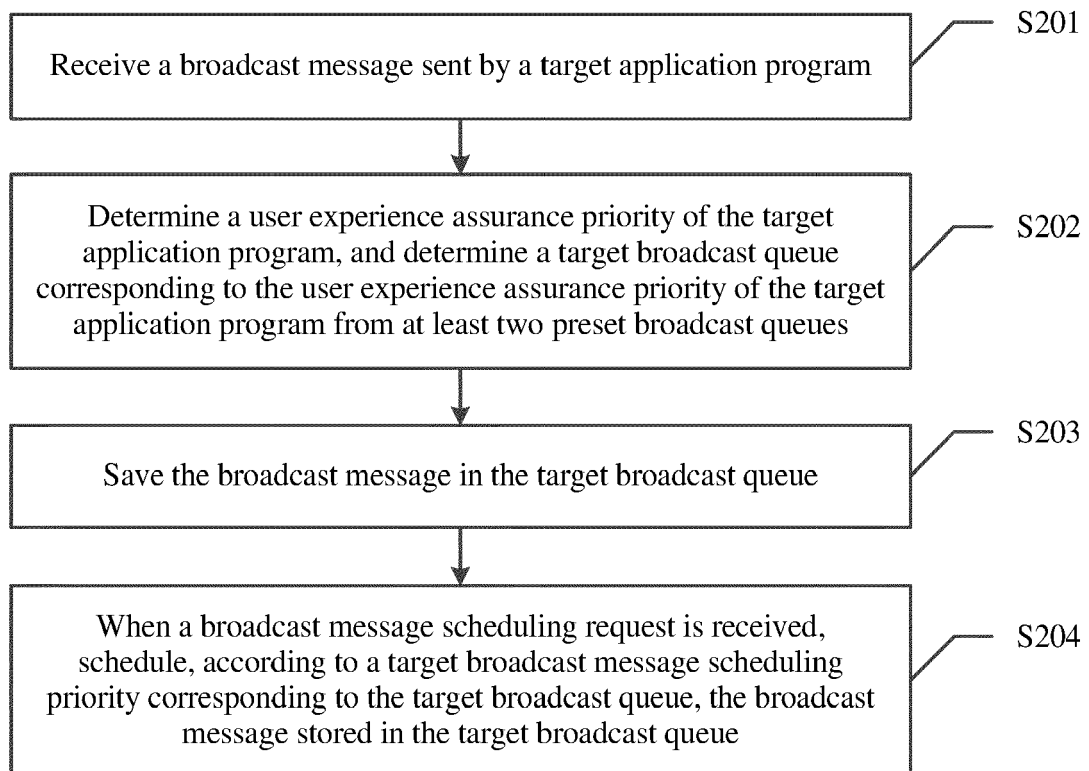 S201
Receive a broadcast message sent by a target application program
S202
Determine a user experience assurance priority of the target
application program, and determine a target broadcast queue
corresponding to the user experience assurance priority of the target
application program from at least two preset broadcast queues
S203
Save the broadcast message in the target broadcast queue
S204
When a broadcast message scheduling request is received,
schedule, according to a target broadcast message scheduling
priority corresponding to the target broadcast queue, the broadcast
message stored in the target broadcast queue